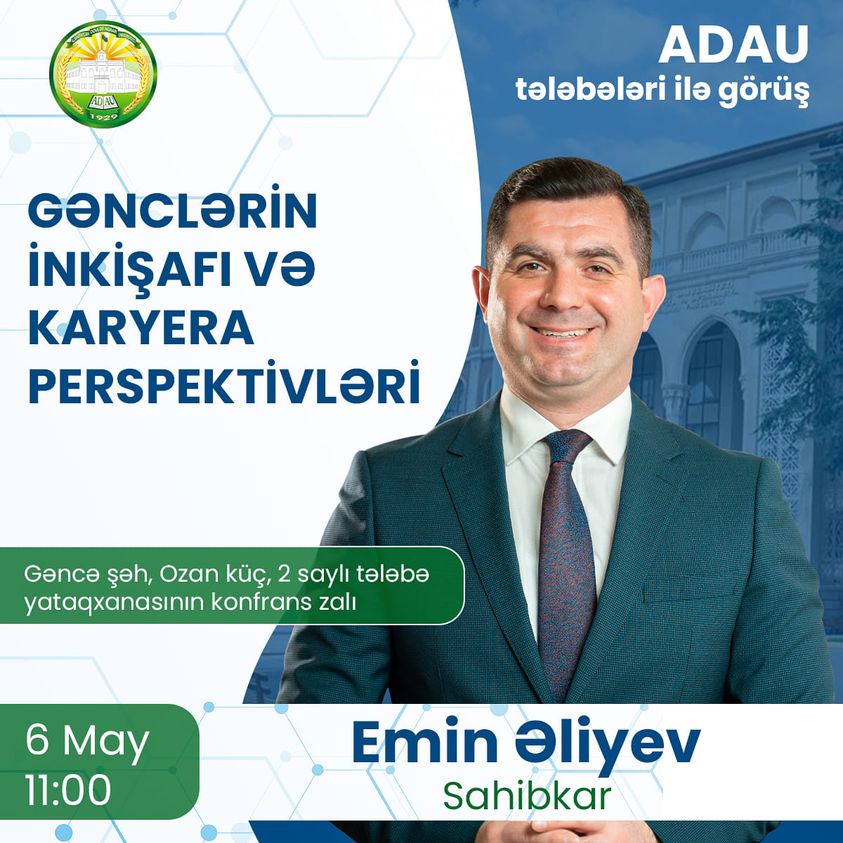 ADAU
1929
ADAU
tələbələri ilə görüş
GƏNCLƏRİN
İNKİŞAFI VƏ
KARYERA
PERSPEKTİVLƏRİ
Gəncə şəh, Ozan küç, 2 saylı tələbə
yataqxanasının konfrans zalı
6 May
11:00
Emin Əliyev
Sahibkar